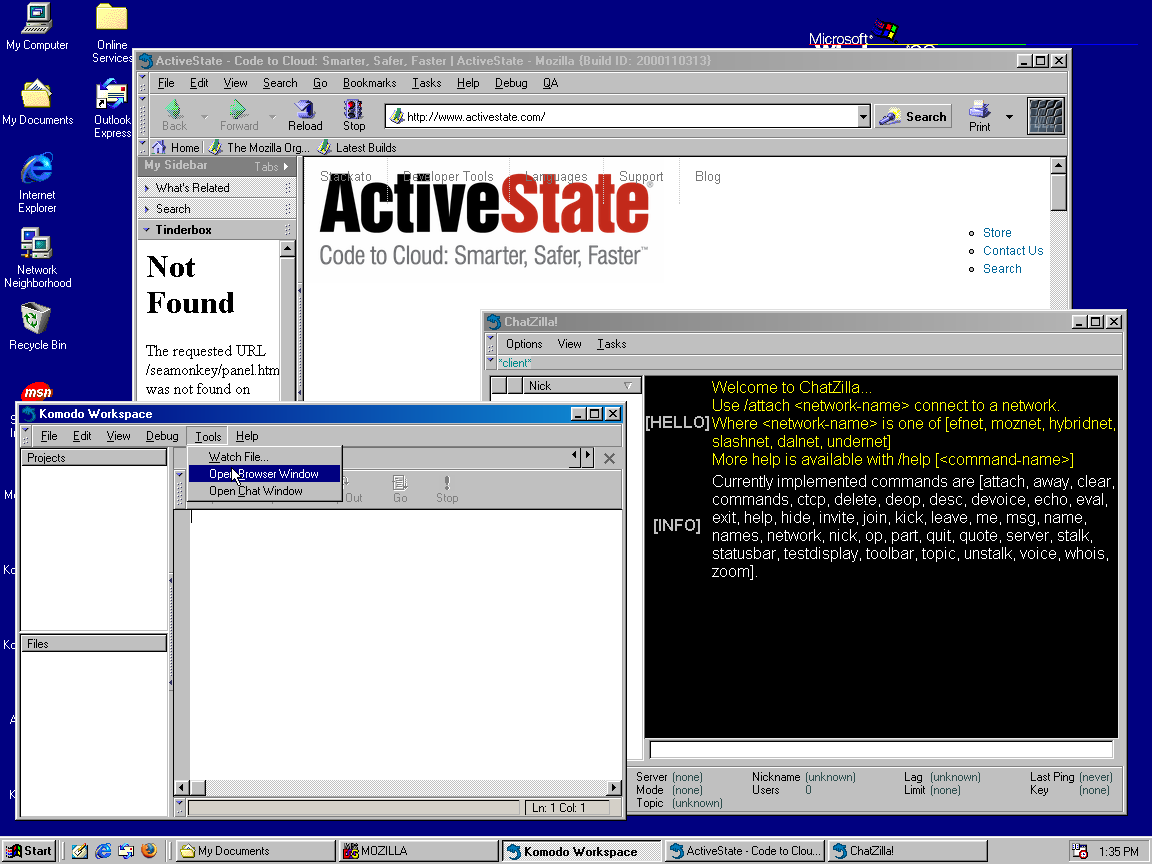 My Computer
Online
Services
My Documents
Outlook
Express
Internet
Explorer
Network
Neighborhood
Recycle Bin
msn
Microsoft
ActiveState - Code to Cloud: Smarter, Safer, Faster | ActiveState - Mozilla {Build ID: 2000110313}
File Edit View Search Go Bookmarks Tasks Help Debug QA
Back Forward Reload Stop http://www.activestate.com/ Search Print
Home The Mozilla Org... Latest Builds
My Sidebar Tabs
What's Related
Search
Tinderbox
Not
Found
The requested URL
/seamonkey/panel.htm
was not found on
Stackato Developer Tools Languages Support Blog
ActiveState®
Code to Cloud: Smarter, Safer, Faster™
Store
Contact Us
Search
ChatZilla!
Options View Tasks
*client*
Nick
Welcome to ChatZilla...
Use /attach <network-name> connect to a network.
[HELLO] Where <network-name> is one of [efnet, moznet, hybridnet,
slashnet, dalnet, undernet]
More help is available with /help [<command-name>]
Currently implemented commands are [attach, away, clear,
commands, ctcp, delete, deop, desc, devoice, echo, eval,
exit, help, hide, invite, join, kick, leave, me, msg, name,
[INFO] names, network, nick, op, part, quit, quote, server, stalk,
statusbar, testdisplay, toolbar, topic, unstalk, voice, whois,
zoom].
Server (none) Nickname (unknown) Lag (unknown) Last Ping (never)
Mode (none) Users 0 Limit (none) Key (none)
Topic (unknown)
Komodo Workspace
File Edit View Debug Tools Help
Projects
Watch File...
Open Browser Window
Open Chat Window
Out Go Stop
Files
Ln: 1 Col: 1
Start My Documents MOZILLA Komodo Workspace ActiveState - Code to Clou... ChatZilla! 1:35 PM